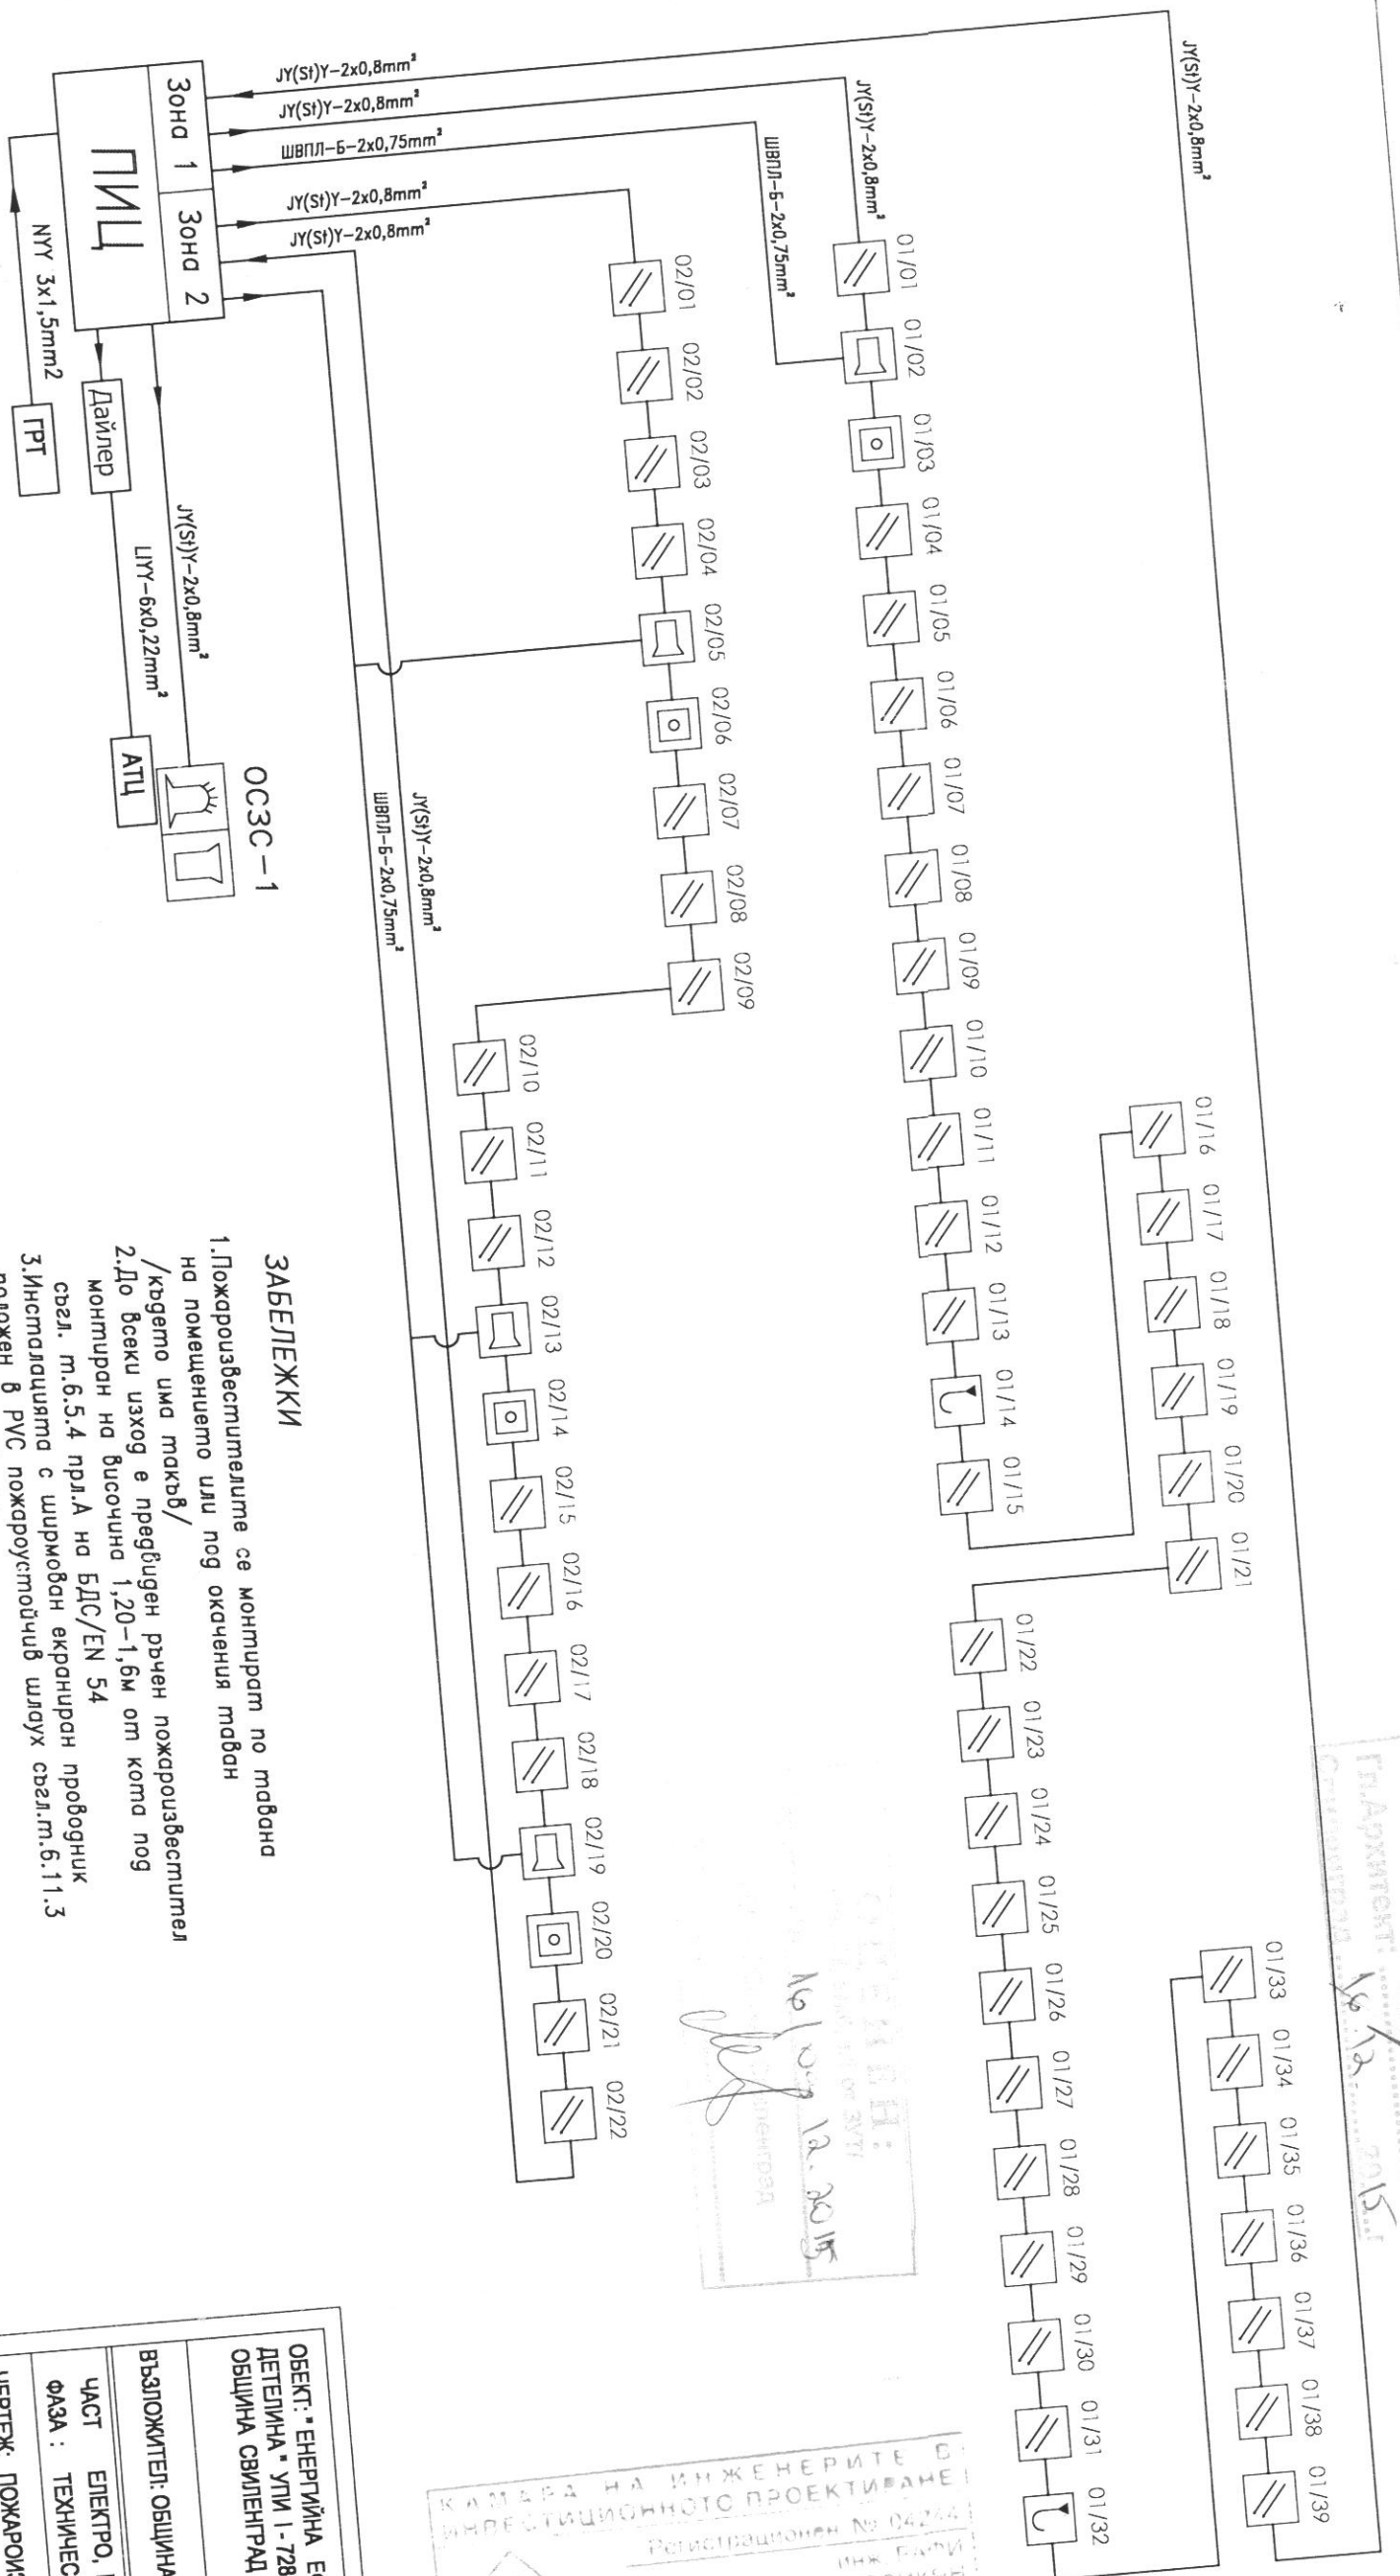 JY(St)Y-2x0,8mm²
JY(St)Y-2x0,8mm²
JY(St)Y-2x0,8mm²
ШВПЛ-Б-2x0,75mm²
JY(St)Y-2x0,8mm²
JY(St)Y-2x0,8mm²
JY(St)Y-2x0,8mm²
ШВПЛ-Б-2x0,75mm²
Зона 1
Зона 2
ПИЦ
NYY 3x1,5mm2
ГРТ
Дайлер
LIYY-6x0,22mm²
АТЦ
JY(St)Y-2x0,8mm²
ОСЗС-1
JY(St)Y-2x0,8mm²
ШВПЛ-Б-2x0,75mm²
01/01
01/02
01/03
01/04
01/05
01/06
01/07
01/08
01/09
01/10
01/11
01/12
01/13
01/14
01/15
01/16
01/17
01/18
01/19
01/20
01/21
01/22
01/23
01/24
01/25
01/26
01/27
01/28
01/29
01/30
01/31
01/32
01/33
01/34
01/35
01/36
01/37
01/38
01/39
02/01
02/02
02/03
02/04
02/05
02/06
02/07
02/08
02/09
02/10
02/11
02/12
02/13
02/14
02/15
02/16
02/17
02/18
02/19
02/20
02/21
02/22
ЗАБЕЛЕЖКИ
1.Пожароизвестителите се монтират по тавана
на помещението или под окачения таван
/където има такъв/
2.До всеки изход е предвиден ръчен пожароизвестител
монтиран на височина 1,20-1,6м от кота под
съгл. т.6.5.4 прл.А на БДС/EN 54
3.Инсталацията с ширмован екраниран проводник
положен в PVC пожароустойчив шлаух съгл.т.6.11.3
Гл.Архитект:
12 2015
12.2015
КАМАРА НА ИНЖЕНЕРИТЕ В
ИНВЕСТИЦИОННОТО ПРОЕКТИРАНЕ
Регистрационен №
ОБЕКТ: "ЕНЕРГИЙНА
ДЕТЕЛИНА" УПИ I-728
ОБЩИНА СВИЛЕНГРАД
ВЪЗЛОЖИТЕЛ: ОБЩИНА
ЧАСТ ЕЛЕКТРО,
ФАЗА : ТЕХНИЧЕС
ЧЕРТЕЖ: ПОЖАРОИЗ